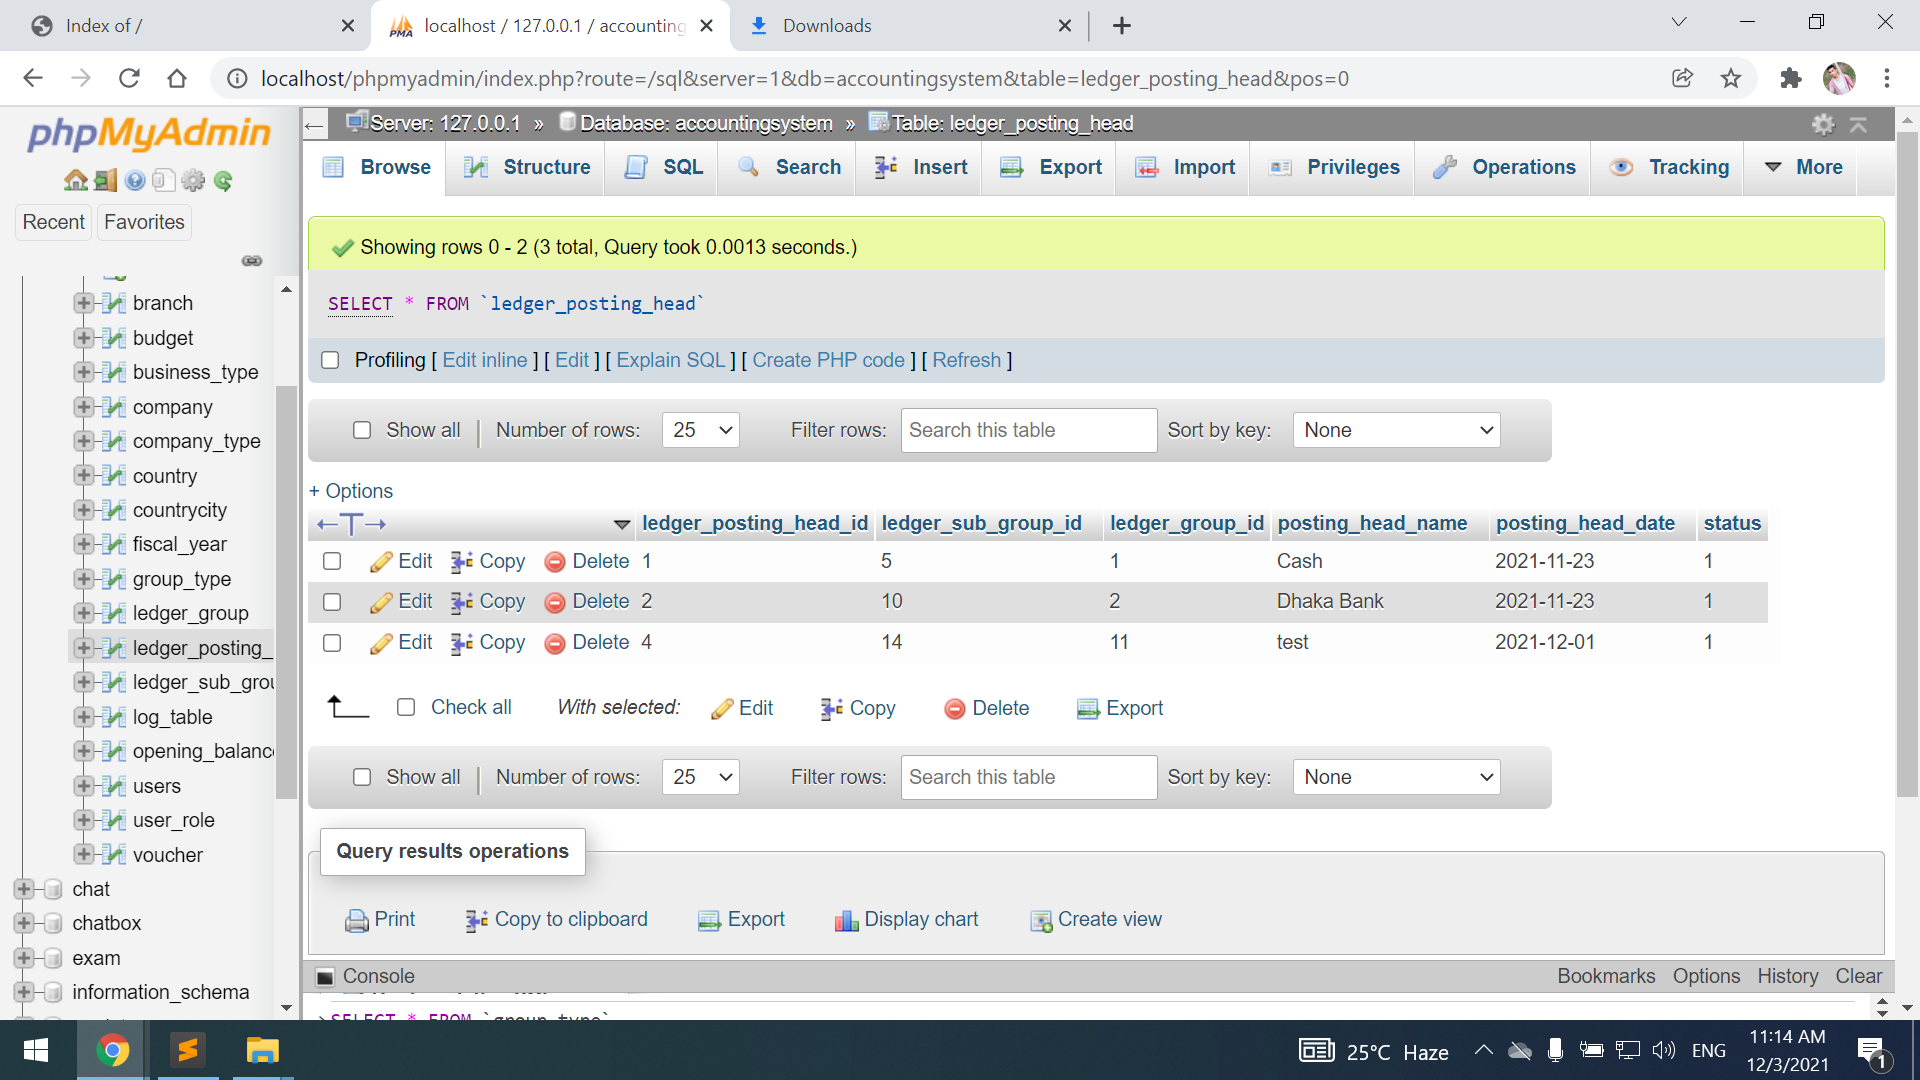 Index of /
localhost / 127.0.0.1 / accounting
Downloads
localhost/phpmyadmin/index.php?route=/sql&server=1&db=accountingsystem&table=ledger_posting_head&pos=0
phpMyAdmin
Recent
Favorites
branch
budget
business_type
company
company_type
country
countrycity
fiscal_year
group_type
ledger_group
ledger_posting_
ledger_sub_grou
log_table
opening_balance
users
user_role
voucher
chat
chatbox
exam
information_schema
Server: 127.0.0.1 » Database: accountingsystem » Table: ledger_posting_head
Browse Structure SQL Search Insert Export Import Privileges Operations Tracking More
Showing rows 0 - 2 (3 total, Query took 0.0013 seconds.)
SELECT * FROM `ledger_posting_head`
Profiling [ Edit inline ] [ Edit ] [ Explain SQL ] [ Create PHP code ] [ Refresh ]
Show all | Number of rows: 25 Filter rows: Search this table Sort by key: None
+ Options
←T→ ledger_posting_head_id ledger_sub_group_id ledger_group_id posting_head_name posting_head_date status
Edit Copy Delete 1 5 1 Cash 2021-11-23 1
Edit Copy Delete 2 10 2 Dhaka Bank 2021-11-23 1
Edit Copy Delete 4 14 11 test 2021-12-01 1
Check all With selected: Edit Copy Delete Export
Show all | Number of rows: 25 Filter rows: Search this table Sort by key: None
Query results operations
Print Copy to clipboard Export Display chart Create view
Console Bookmarks Options History Clear
>SELECT * FROM `group_type`
25°C Haze ENG 11:14 AM
12/3/2021
1